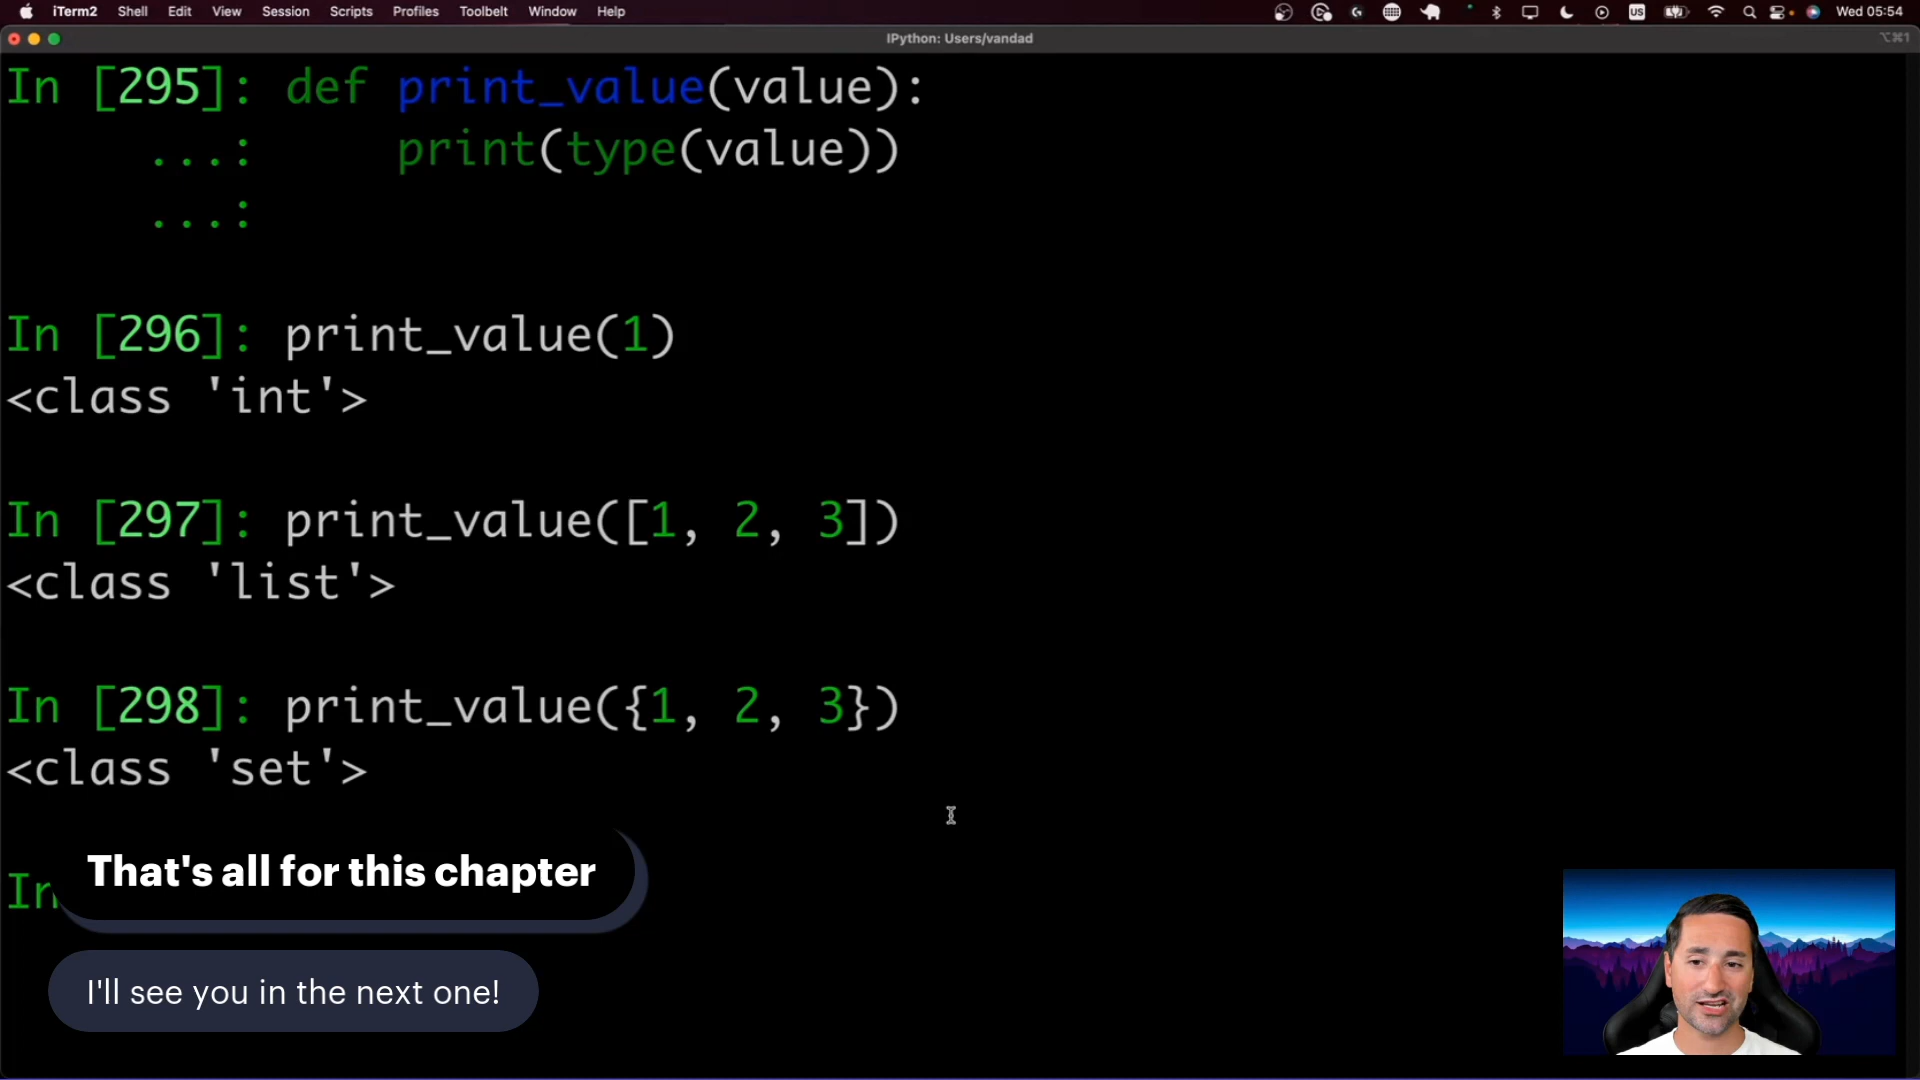 iTerm2 Shell Edit View Session Scripts Profiles Toolbelt Window Help US Wed 05:54
IPython: Users/vandad ⌥⌘1
In [295]: def print_value(value):
...: print(type(value))
...:
In [296]: print_value(1)
<class 'int'>
In [297]: print_value([1, 2, 3])
<class 'list'>
In [298]: print_value({1, 2, 3})
<class 'set'>
In
That's all for this chapter
I'll see you in the next one!